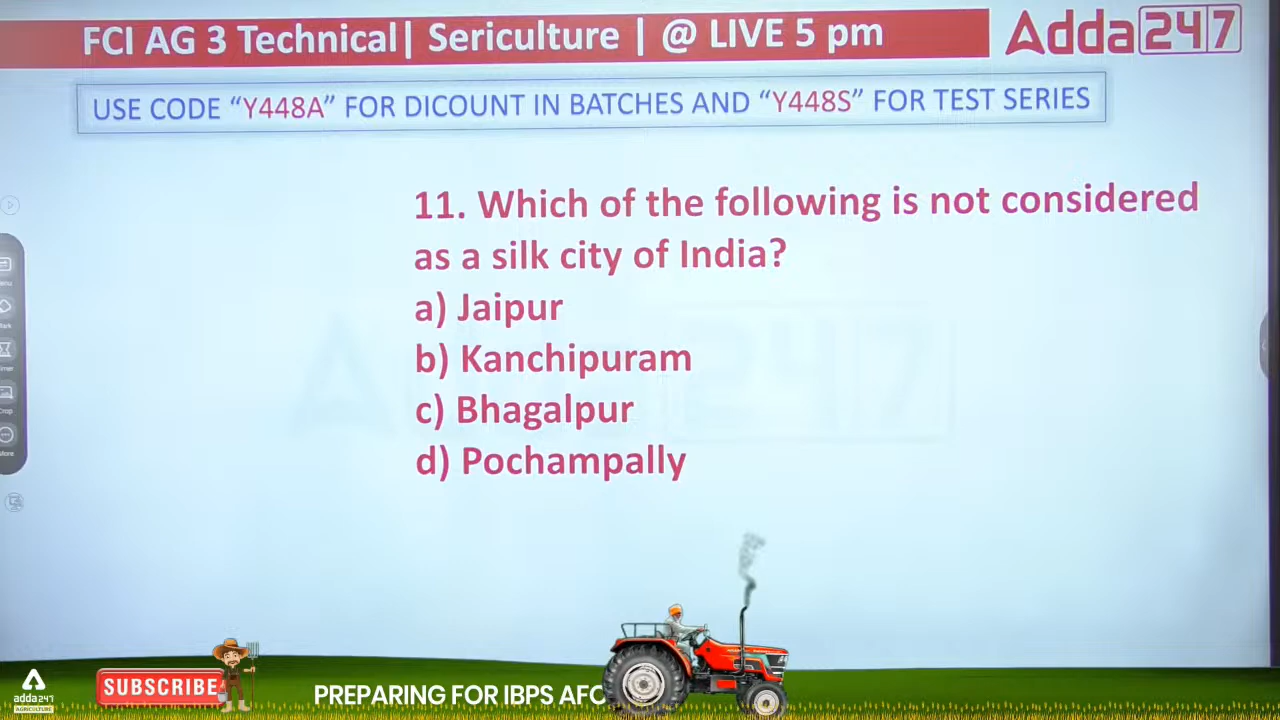 FCI AG 3 Technical| Sericulture | @ LIVE 5 pm
Adda247
USE CODE “Y448A” FOR DICOUNT IN BATCHES AND “Y448S” FOR TEST SERIES
11. Which of the following is not considered
as a silk city of India?
a) Jaipur
b) Kanchipuram
c) Bhagalpur
d) Pochampally
More
adda247
AGRICULTURE
SUBSCRIBE
PREPARING FOR IBPS AFO